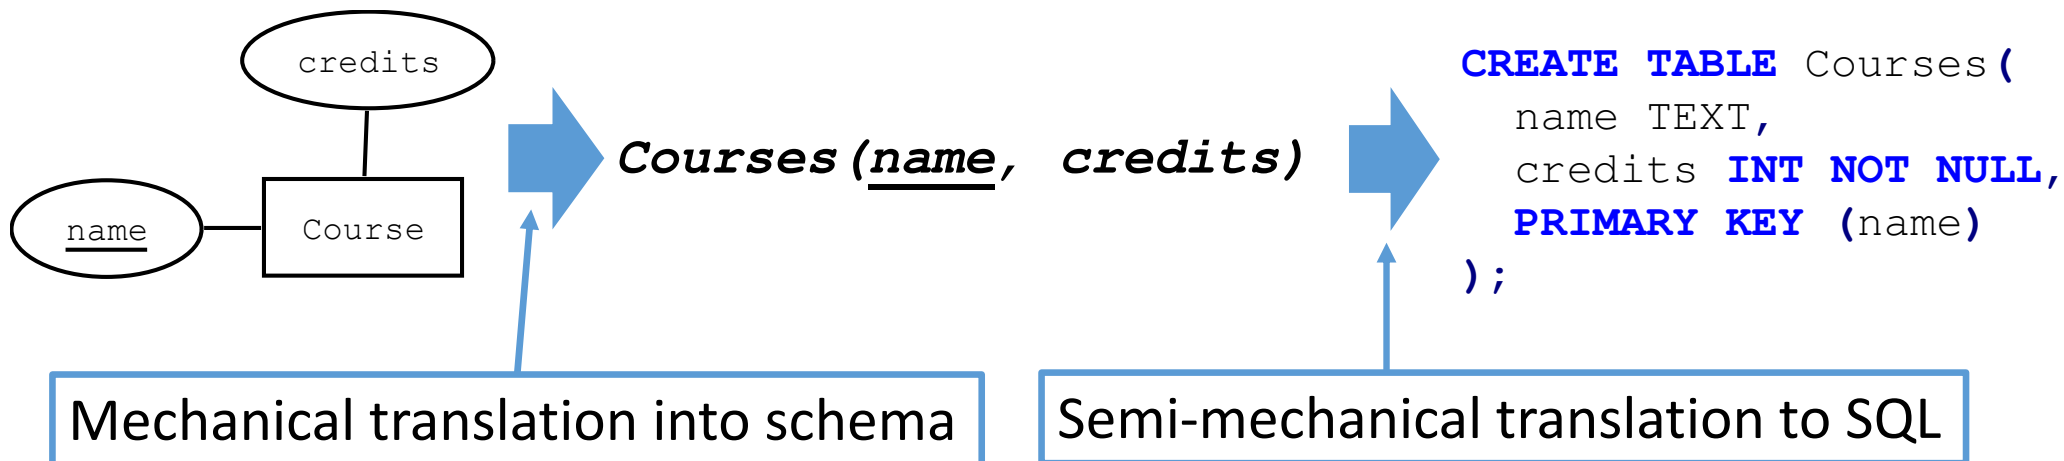 credits
name
Course
Courses(name, credits)
CREATE TABLE Courses(
name TEXT,
credits INT NOT NULL,
PRIMARY KEY (name)
);
Mechanical translation into schema
Semi-mechanical translation to SQL